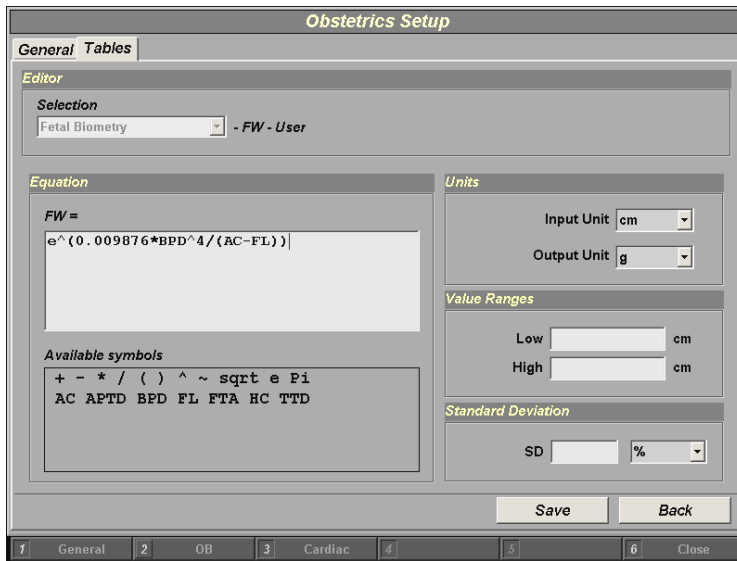 Obstetrics Setup
General Tables
Editor
Selection
Fetal Biometry - FW - User
Equation
FW =
e^(0.009876*BPD^4/(AC-FL))
Available symbols
+ - * / ( ) ^ ~ sqrt e Pi
AC APTD BPD FL FTA HC TTD
Units
Input Unit cm
Output Unit g
Value Ranges
Low cm
High cm
Standard Deviation
SD %
Save Back
1 General 2 OB 3 Cardiac 4 5 6 Close